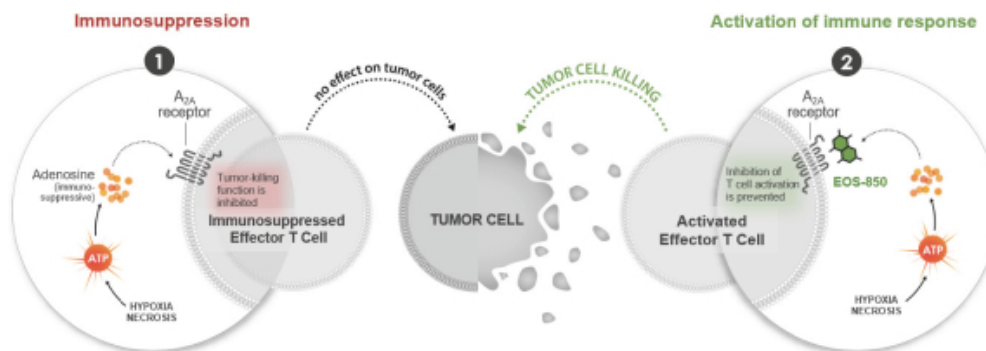 Immunosuppression
1
A2A
receptor
Adenosine
(immuno-
suppressive)
ATP
HYPOXIA
NECROSIS
Tumor-killing
function is
inhibited
Immunosuppressed
Effector T Cell
no effect on tumor cells
TUMOR CELL
TUMOR CELL KILLING
Activation of immune response
2
A2A
receptor
EOS-850
Inhibition of
T cell activation
is prevented
Activated
Effector T Cell
ATP
HYPOXIA
NECROSIS